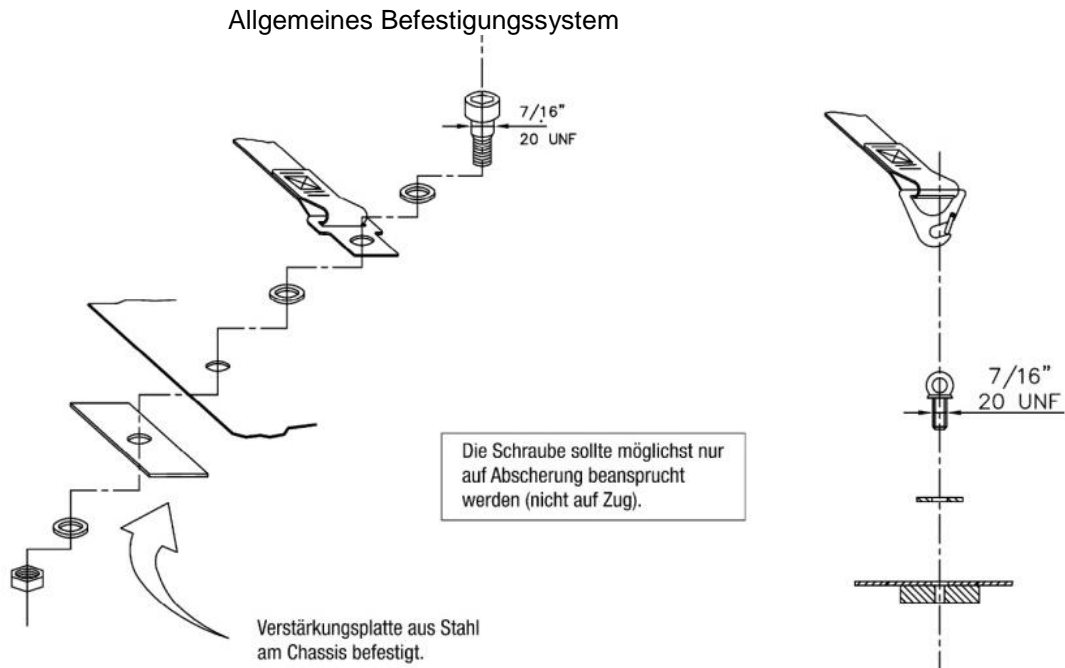 Allgemeines Befestigungssystem
7/16"
20 UNF
7/16"
20 UNF
Die Schraube sollte möglichst nur
auf Abscherung beansprucht
werden (nicht auf Zug).
Verstärkungsplatte aus Stahl
am Chassis befestigt.